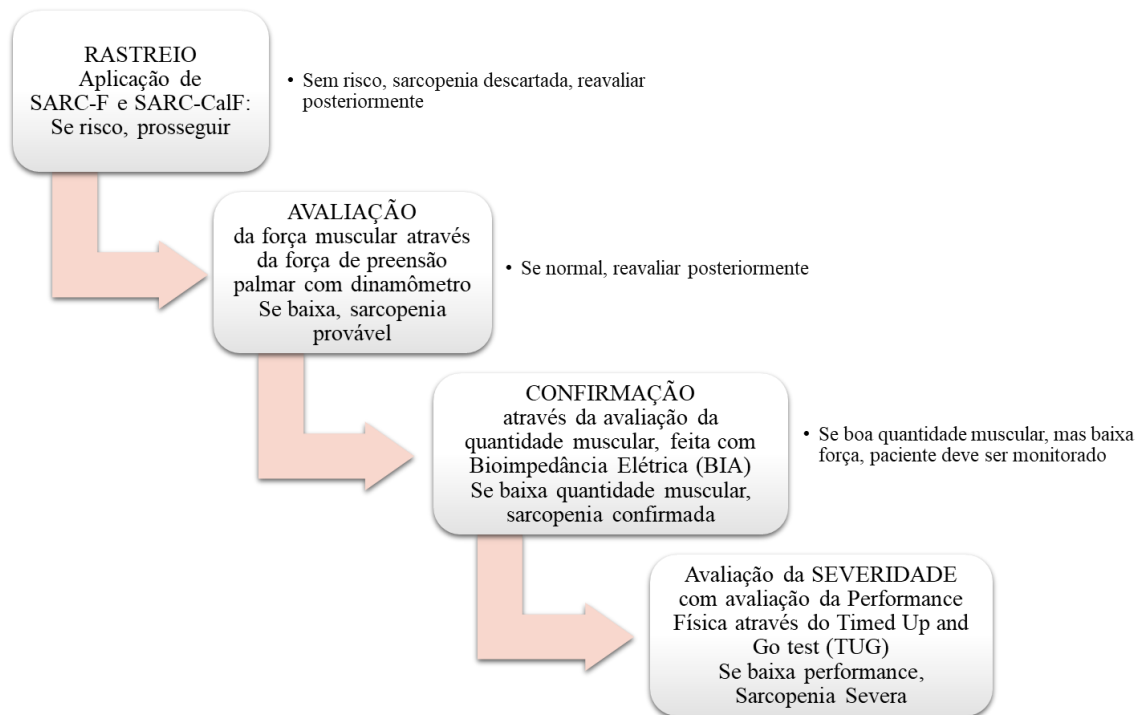 RASTREIO
Aplicação de
SARC-F e SARC-CalF:
Se risco, prosseguir
• Sem risco, sarcopenia descartada, reavaliar
posteriormente
AVALIAÇÃO
da força muscular através
da força de preensão
palmar com dinamômetro
Se baixa, sarcopenia
provável
• Se normal, reavaliar posteriormente
CONFIRMAÇÃO
através da avaliação da
quantidade muscular, feita com
Bioimpedância Elétrica (BIA)
Se baixa quantidade muscular,
sarcopenia confirmada
• Se boa quantidade muscular, mas baixa
força, paciente deve ser monitorado
Avaliação da SEVERIDADE
com avaliação da Performance
Física através do Timed Up and
Go test (TUG)
Se baixa performance,
Sarcopenia Severa